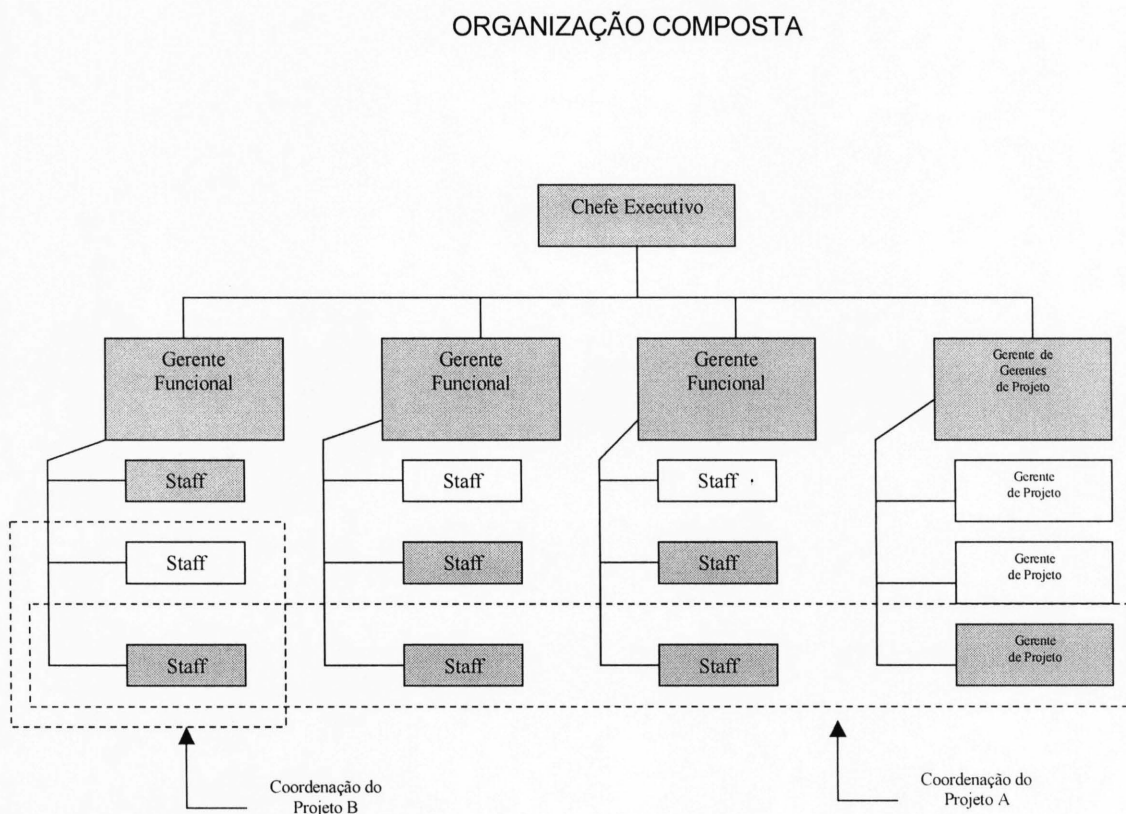 ORGANIZAÇÃO COMPOSTA
Chefe Executivo
Gerente
Funcional
Gerente
Funcional
Gerente
Funcional
Gerente de
Gerentes
de Projeto
Staff
Staff
Staff
Gerente
de Projeto
Staff
Staff
Staff
Gerente
de Projeto
Staff
Staff
Staff
Gerente
de Projeto
Coordenação do
Projeto B
Coordenação do
Projeto A